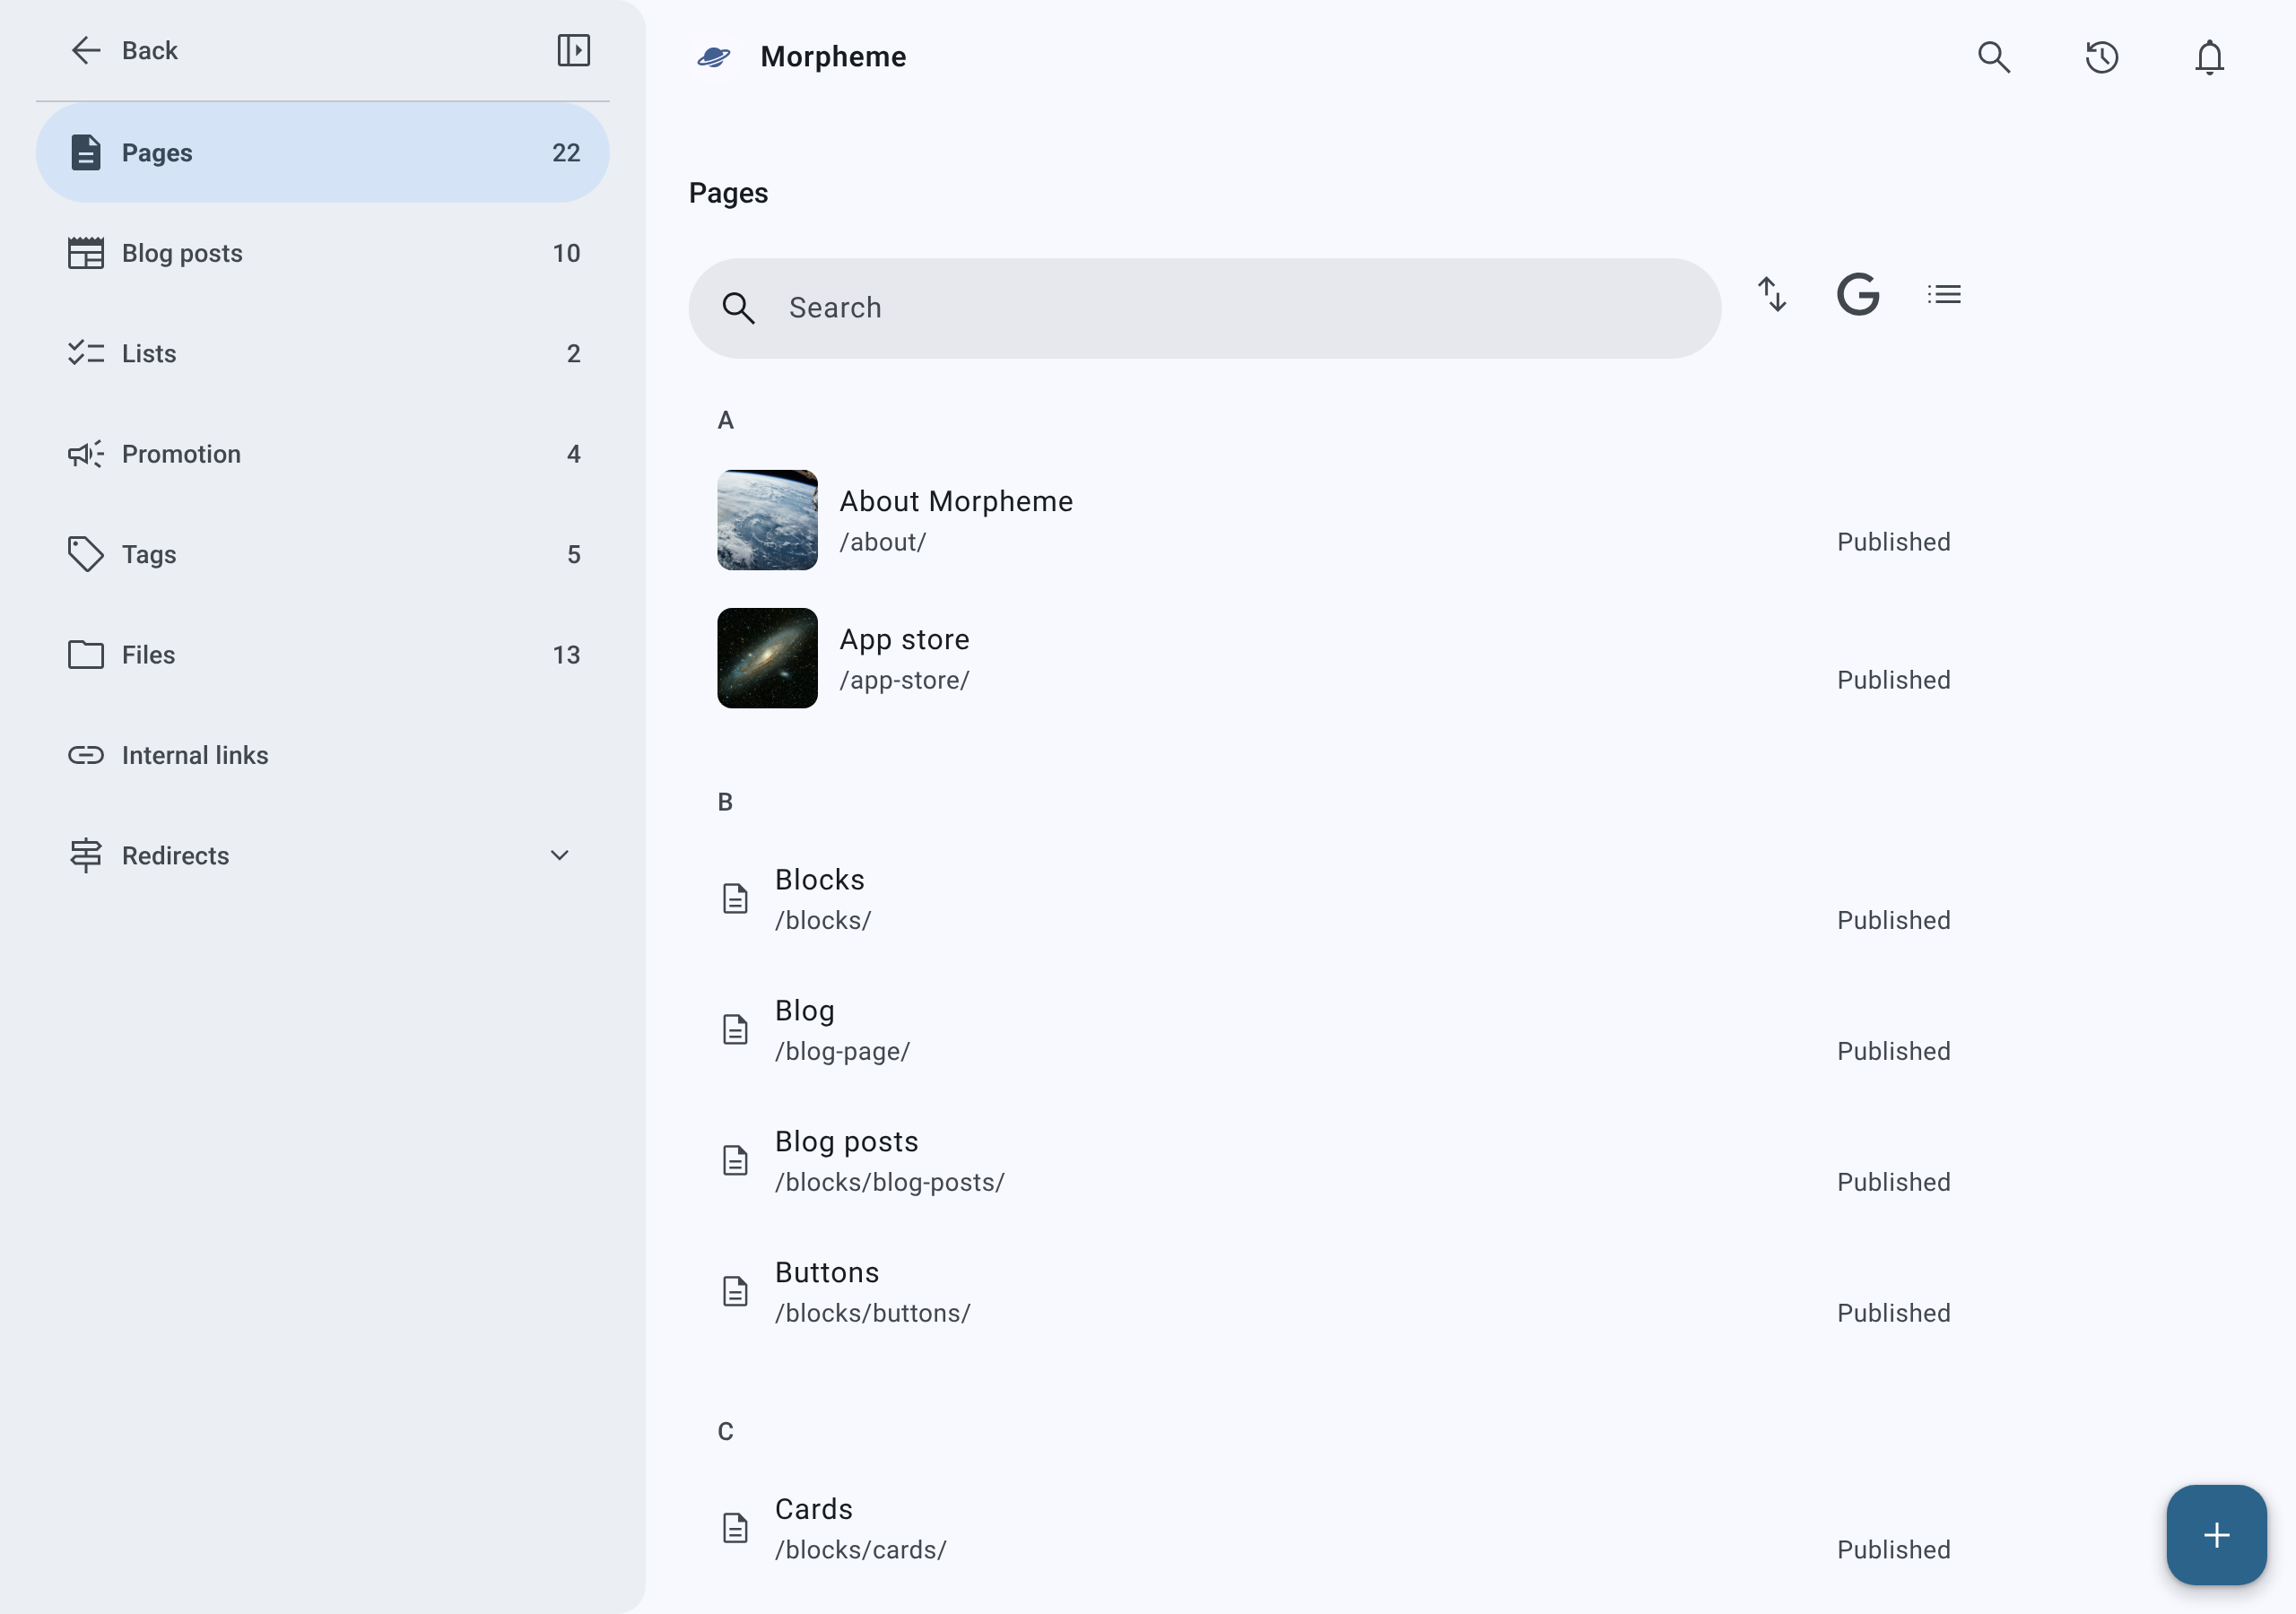 Back
Pages 22
Blog posts 10
Lists 2
Promotion 4
Tags 5
Files 13
Internal links
Redirects
Morpheme
Pages
Search
A
About Morpheme
/about/
Published
App store
/app-store/
Published
B
Blocks
/blocks/
Published
Blog
/blog-page/
Published
Blog posts
/blocks/blog-posts/
Published
Buttons
/blocks/buttons/
Published
C
Cards
/blocks/cards/
Published